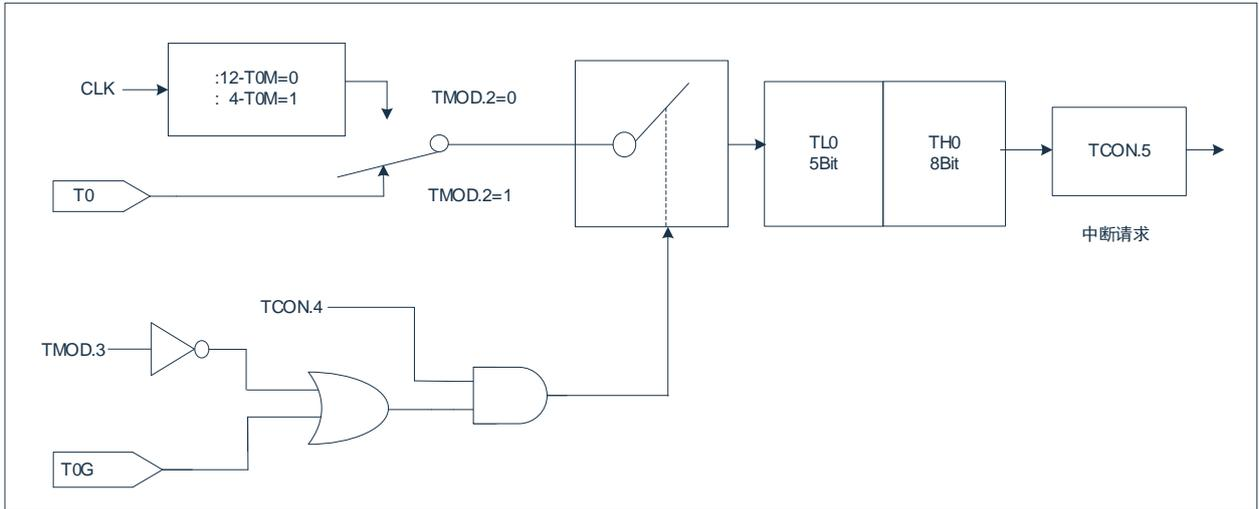 CLK
:12-T0M=0
: 4-T0M=1
TMOD.2=0
T0
TMOD.2=1
TL0
5Bit
TH0
8Bit
TCON.5
中断请求
TCON.4
TMOD.3
T0G